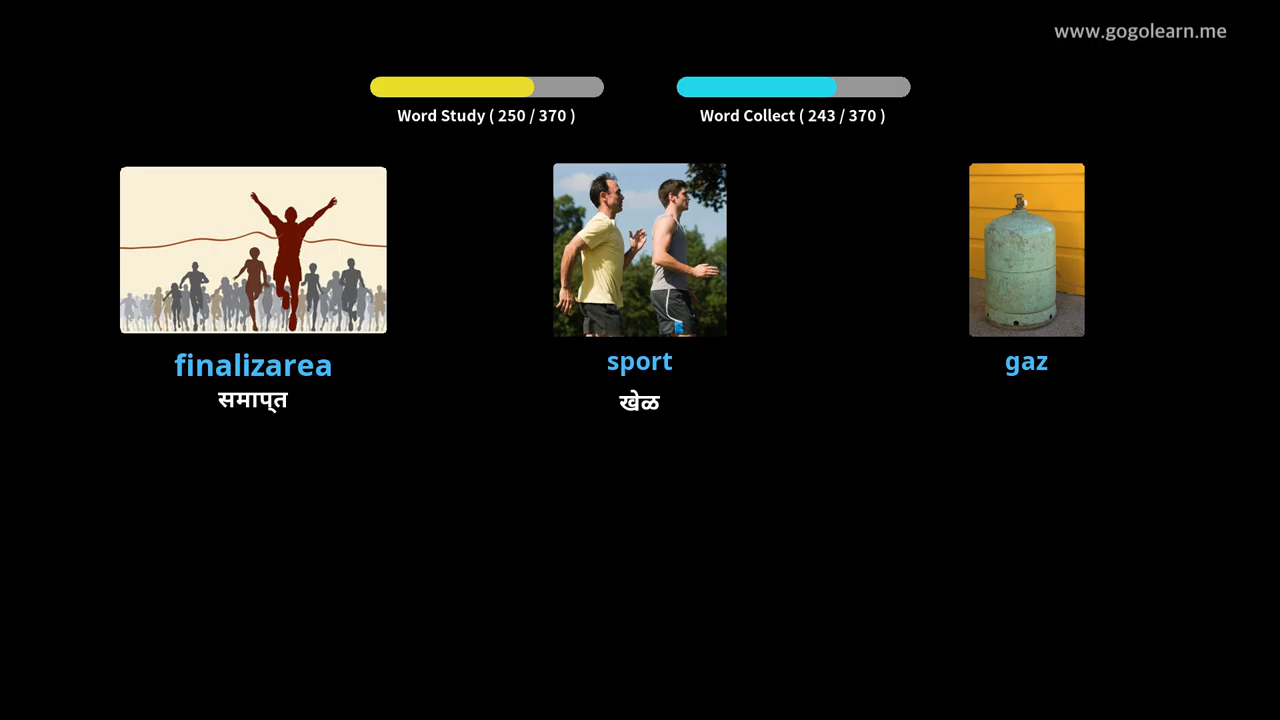 www.gogolearn.me
Word Study ( 250 / 370 )
Word Collect ( 243 / 370 )
finalizarea
समाप्त
sport
खेळ
gaz